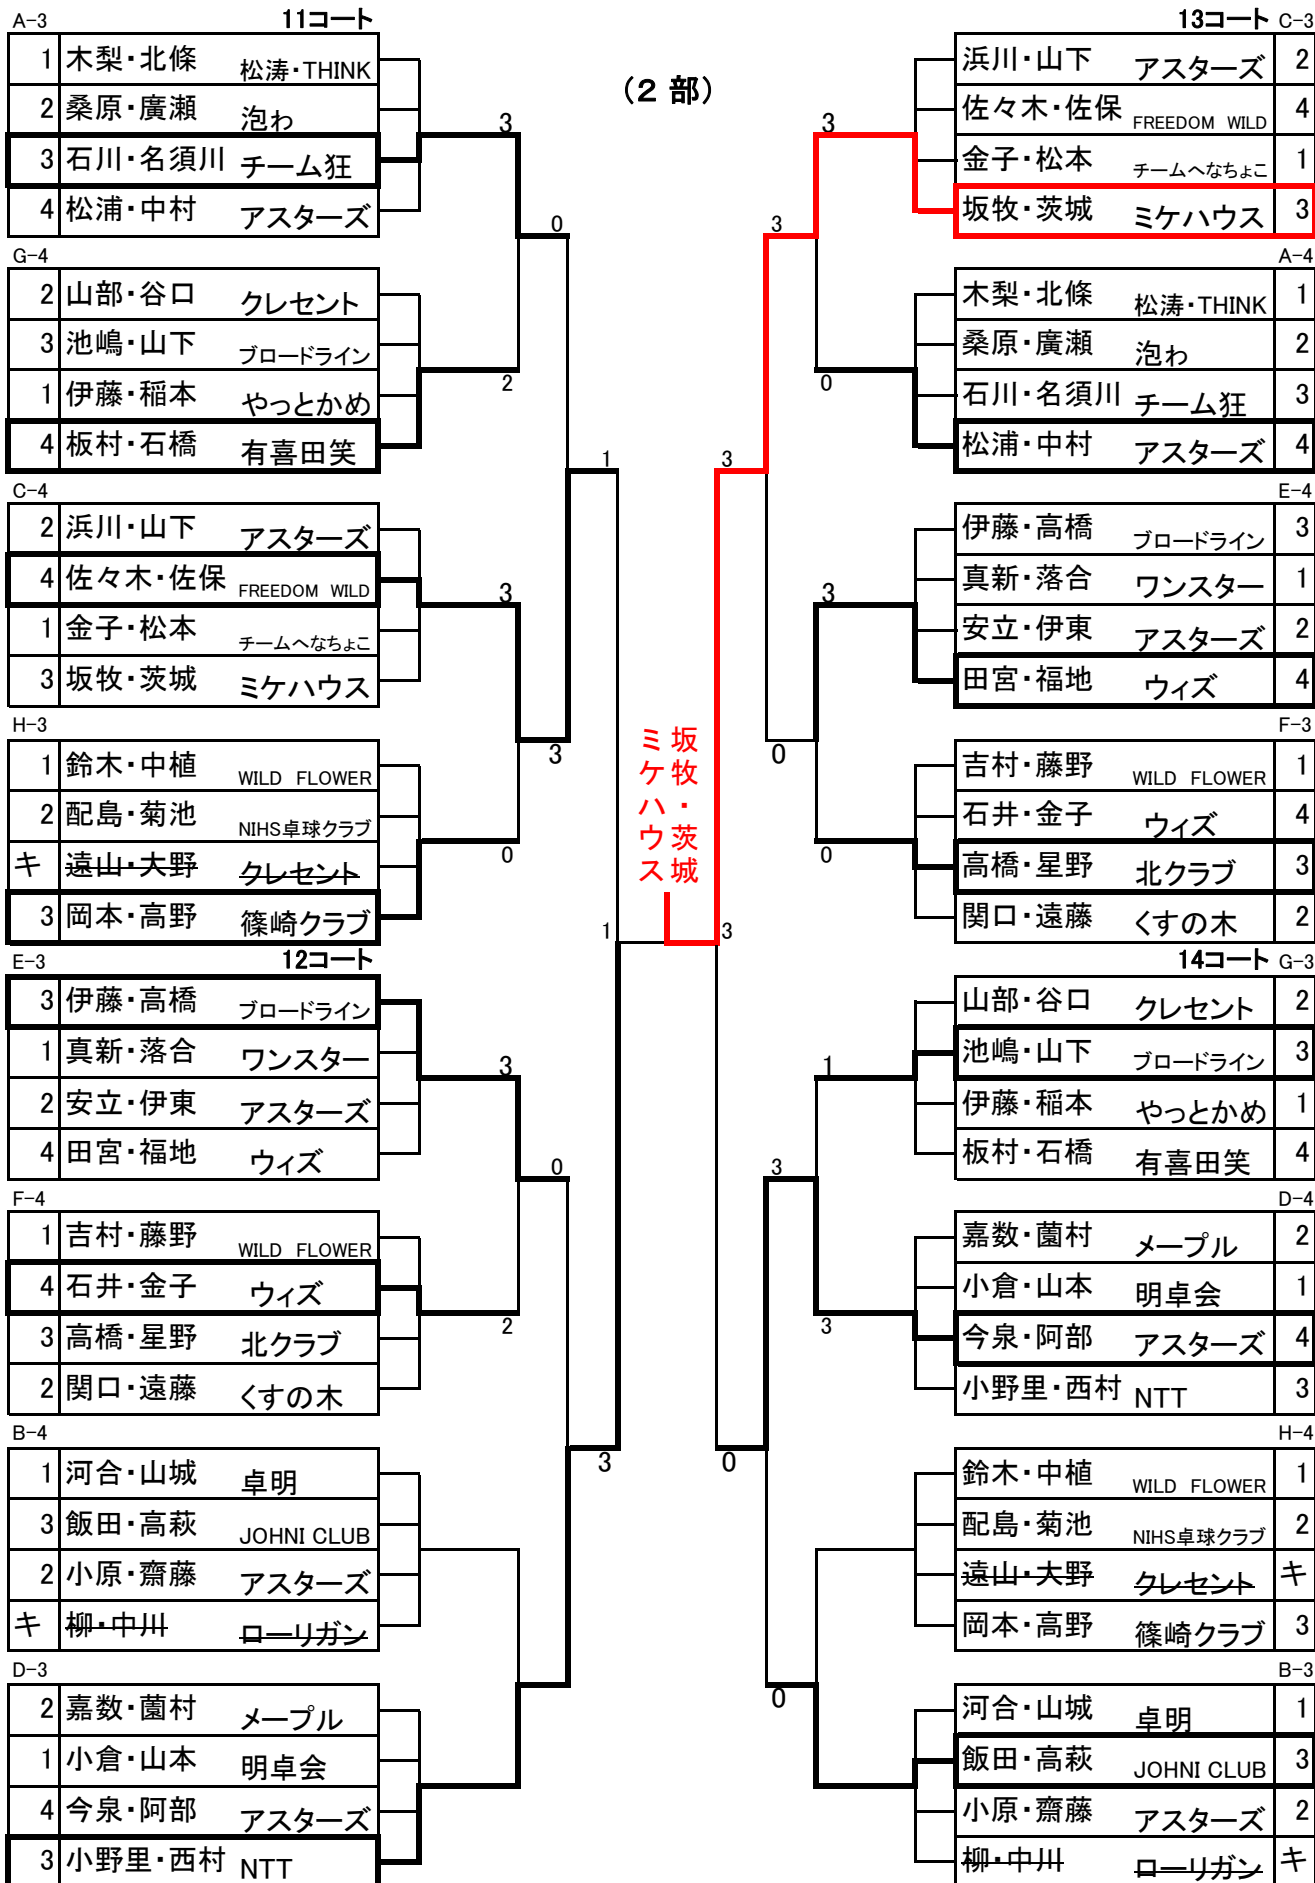 (2 部)
A-3 11コート
1 木梨・北條 松涛・THINK
2 桑原・廣瀬 泡わ
3 石川・名須川 チーム狂
4 松浦・中村 アスターズ
3
0
G-4
2 山部・谷口 クレセント
3 池嶋・山下 ブロードライン
1 伊藤・稲本 やっとかめ
4 板村・石橋 有喜田笑
2
1
C-4
2 浜川・山下 アスターズ
4 佐々木・佐保 FREEDOM WILD
1 金子・松本 チームへなちょこ
3 坂牧・茨城 ミケハウス
3
3
H-3
1 鈴木・中植 WILD FLOWER
2 配島・菊池 NIHS卓球クラブ
キ 遠山・大野 クレセント
3 岡本・高野 篠崎クラブ
0
1
E-3 12コート
3 伊藤・高橋 ブロードライン
1 真新・落合 ワンスター
2 安立・伊東 アスターズ
4 田宮・福地 ウィズ
3
0
F-4
1 吉村・藤野 WILD FLOWER
4 石井・金子 ウィズ
3 高橋・星野 北クラブ
2 関口・遠藤 くすの木
2
3
B-4
1 河合・山城 卓明
3 飯田・高萩 JOHNI CLUB
2 小原・齋藤 アスターズ
キ 柳・中川 ローリガン
D-3
2 嘉数・薗村 メープル
1 小倉・山本 明卓会
4 今泉・阿部 アスターズ
3 小野里・西村 NTT
坂牧・茨城
ミケハウス
13コート C-3
浜川・山下 アスターズ 2
佐々木・佐保 FREEDOM WILD 4
金子・松本 チームへなちょこ 1
坂牧・茨城 ミケハウス 3
3
3
A-4
木梨・北條 松涛・THINK 1
桑原・廣瀬 泡わ 2
石川・名須川 チーム狂 3
松浦・中村 アスターズ 4
0
3
E-4
伊藤・高橋 ブロードライン 3
真新・落合 ワンスター 1
安立・伊東 アスターズ 2
田宮・福地 ウィズ 4
3
0
F-3
吉村・藤野 WILD FLOWER 1
石井・金子 ウィズ 4
高橋・星野 北クラブ 3
関口・遠藤 くすの木 2
0
3
14コート G-3
山部・谷口 クレセント 2
池嶋・山下 ブロードライン 3
伊藤・稲本 やっとかめ 1
板村・石橋 有喜田笑 4
1
3
D-4
嘉数・薗村 メープル 2
小倉・山本 明卓会 1
今泉・阿部 アスターズ 4
小野里・西村 NTT 3
3
0
H-4
鈴木・中植 WILD FLOWER 1
配島・菊池 NIHS卓球クラブ 2
遠山・大野 クレセント キ
岡本・高野 篠崎クラブ 3
0
B-3
河合・山城 卓明 1
飯田・高萩 JOHNI CLUB 3
小原・齋藤 アスターズ 2
柳・中川 ローリガン キ